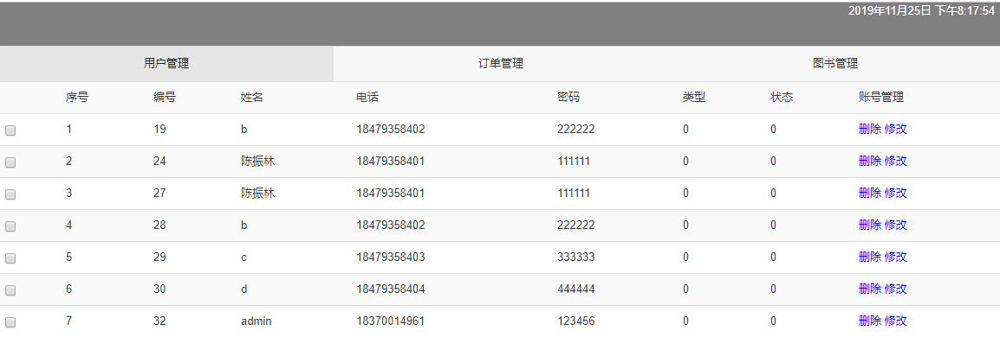 2019年11月25日 下午8:17:54
用户管理 订单管理 图书管理
序号 编号 姓名 电话 密码 类型 状态 账号管理
1 19 b 18479358402 222222 0 0 删除 修改
2 24 陈振林 18479358401 111111 0 0 删除 修改
3 27 陈振林 18479358401 111111 0 0 删除 修改
4 28 b 18479358402 222222 0 0 删除 修改
5 29 c 18479358403 333333 0 0 删除 修改
6 30 d 18479358404 444444 0 0 删除 修改
7 32 admin 18370014961 123456 0 0 删除 修改